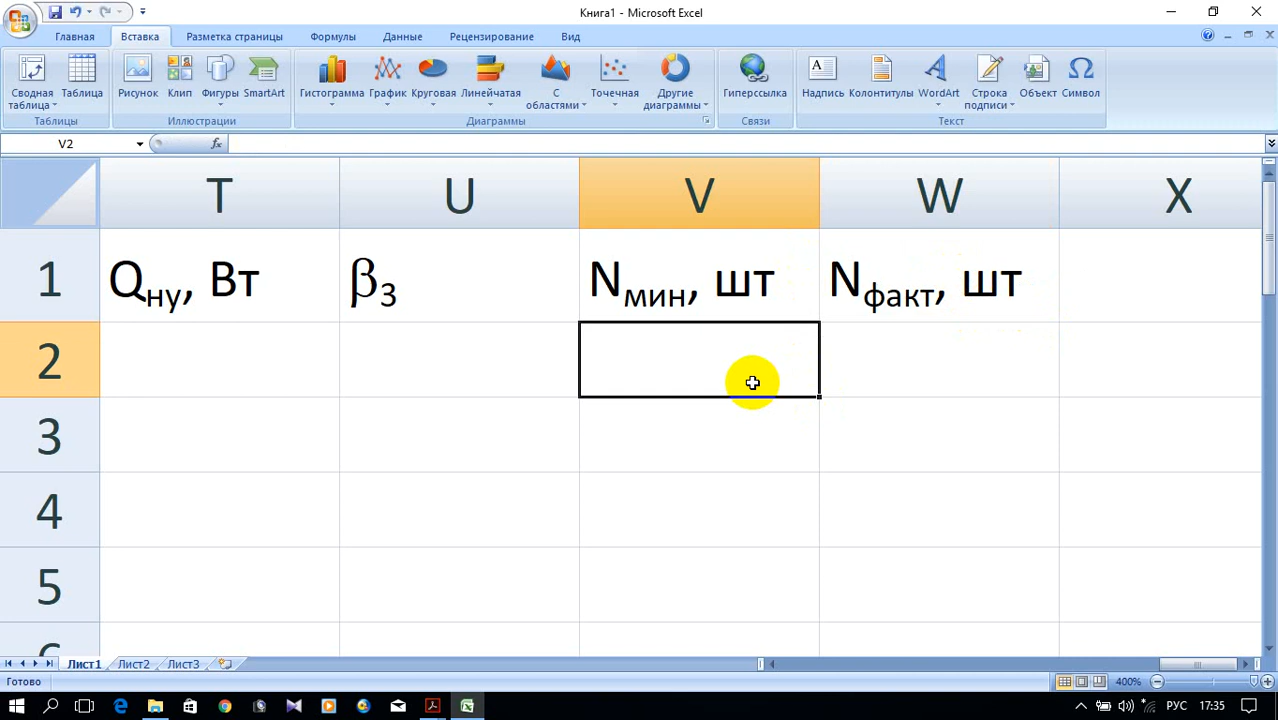 Книга1 - Microsoft Excel
Главная Вставка Разметка страницы Формулы Данные Рецензирование Вид
Сводная таблица Таблица Рисунок Клип Фигуры SmartArt Гистограмма График Круговая Линейчатая С областями Точечная Другие диаграммы Гиперссылка Надпись Колонтитулы WordArt Строка подписи Объект Символ
Таблицы Иллюстрации Диаграммы Связи Текст
V2 fx
T U V W X
1 Qну, Вт β3 Nмин, шт Nфакт, шт
2
3
4
5
6
Лист1 Лист2 Лист3
Готово 400%
РУС 17:35